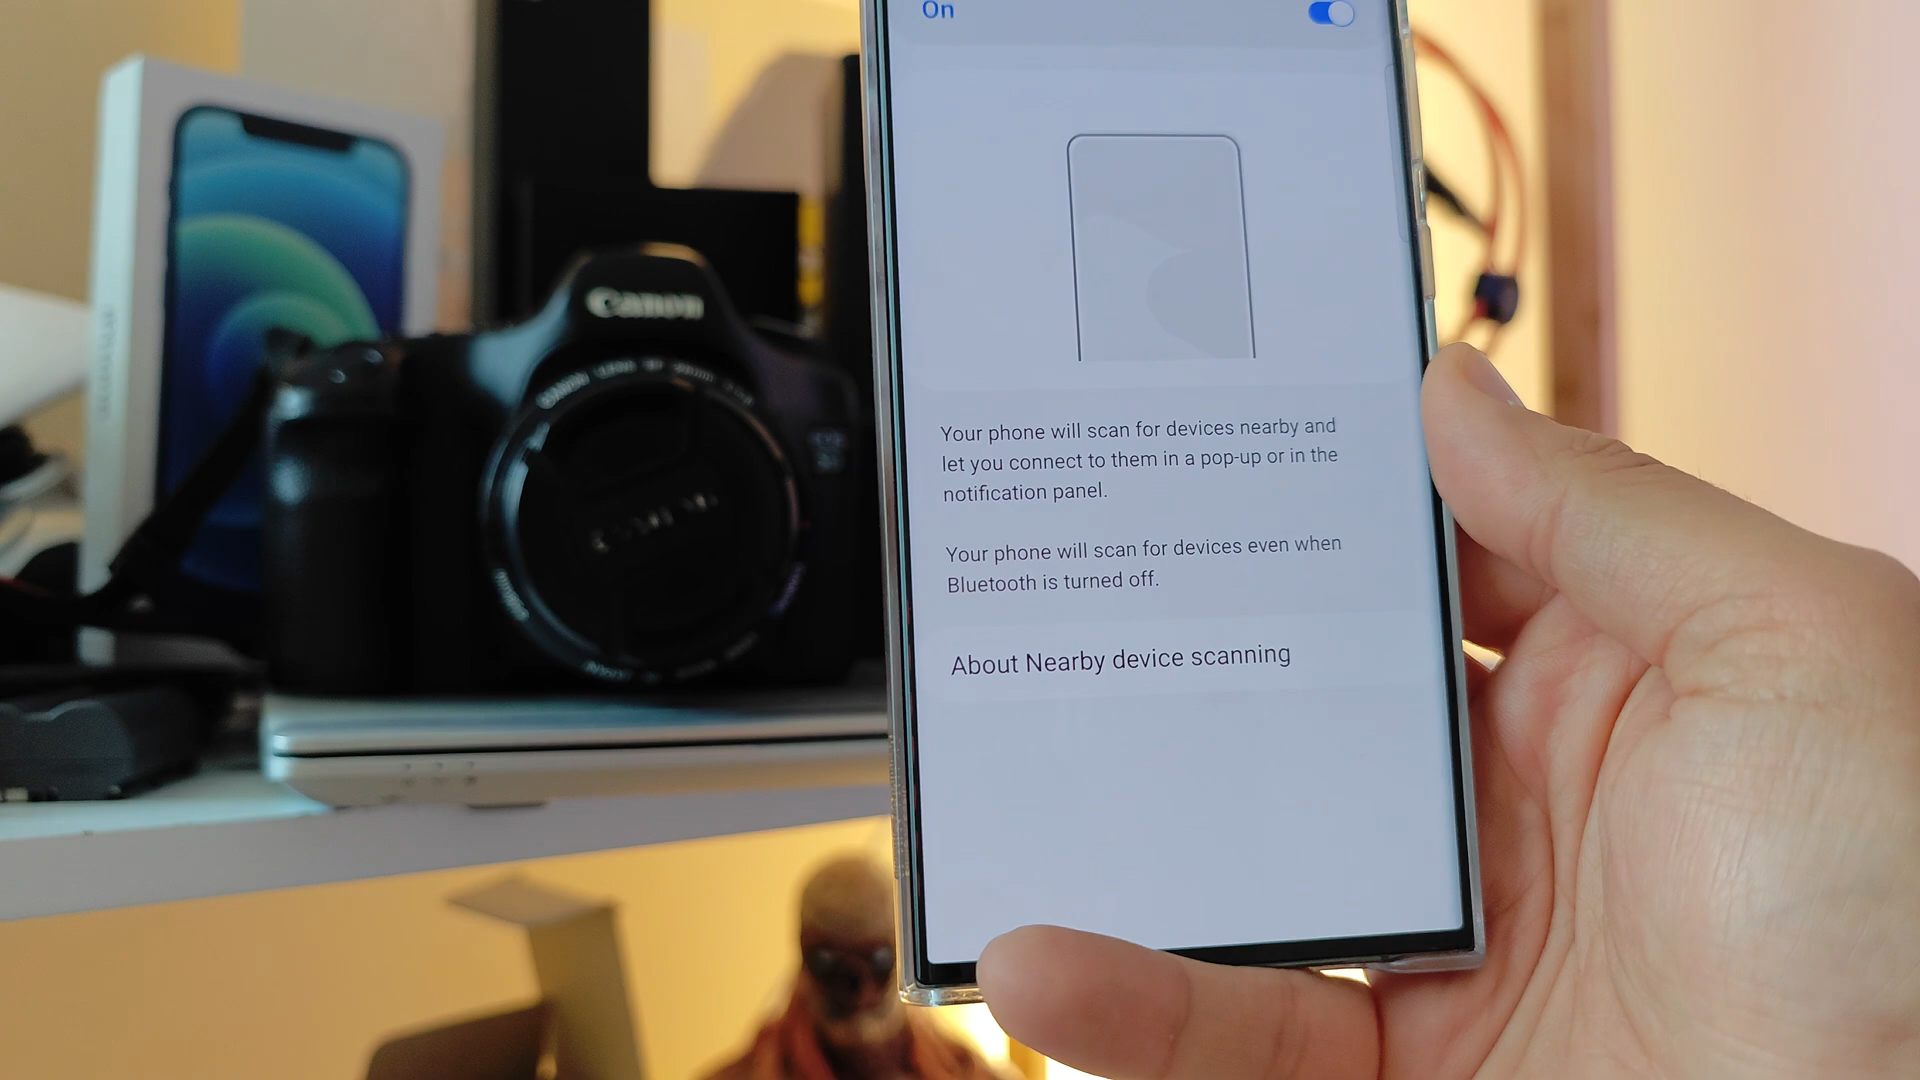 On
Canon
Your phone will scan for devices nearby and
let you connect to them in a pop-up or in the
notification panel.
Your phone will scan for devices even when
Bluetooth is turned off.
About Nearby device scanning